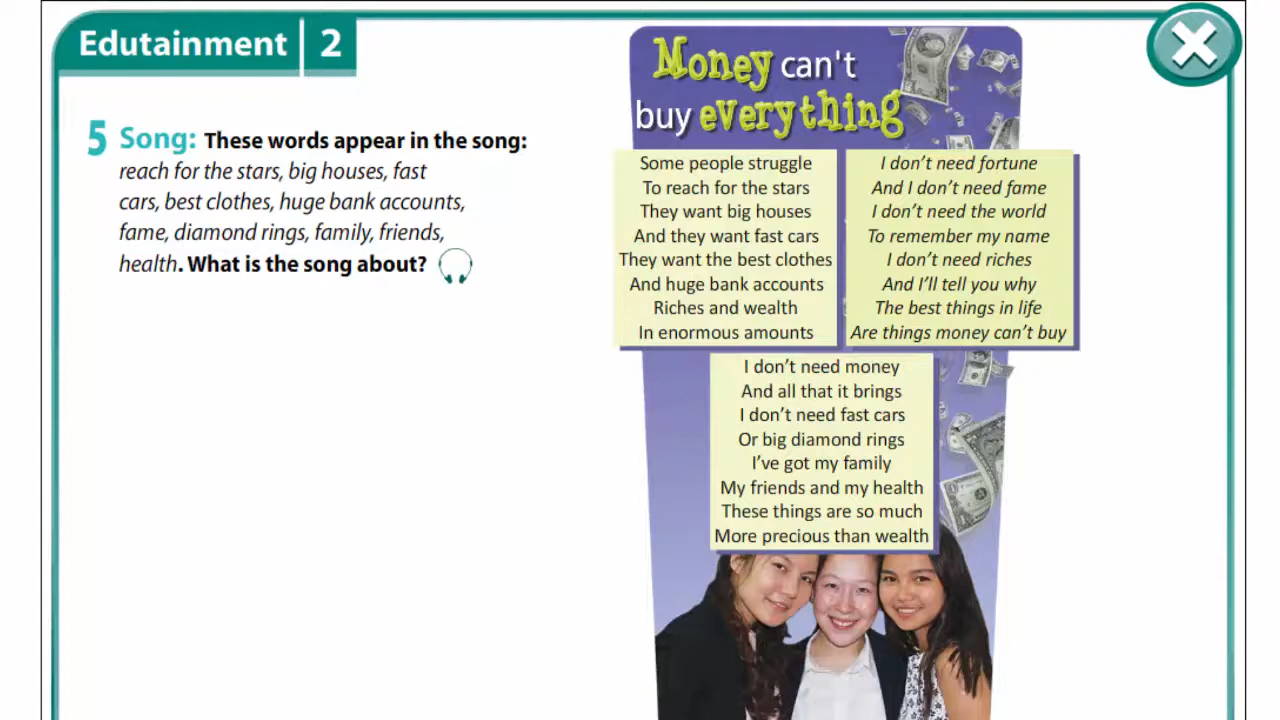 Edutainment 2
5 Song: These words appear in the song:
reach for the stars, big houses, fast
cars, best clothes, huge bank accounts,
fame, diamond rings, family, friends,
health. What is the song about?
Money can't
buy everything
Some people struggle
To reach for the stars
They want big houses
And they want fast cars
They want the best clothes
And huge bank accounts
Riches and wealth
In enormous amounts
I don't need fortune
And I don't need fame
I don't need the world
To remember my name
I don't need riches
And I'll tell you why
The best things in life
Are things money can't buy
I don't need money
And all that it brings
I don't need fast cars
Or big diamond rings
I've got my family
My friends and my health
These things are so much
More precious than wealth